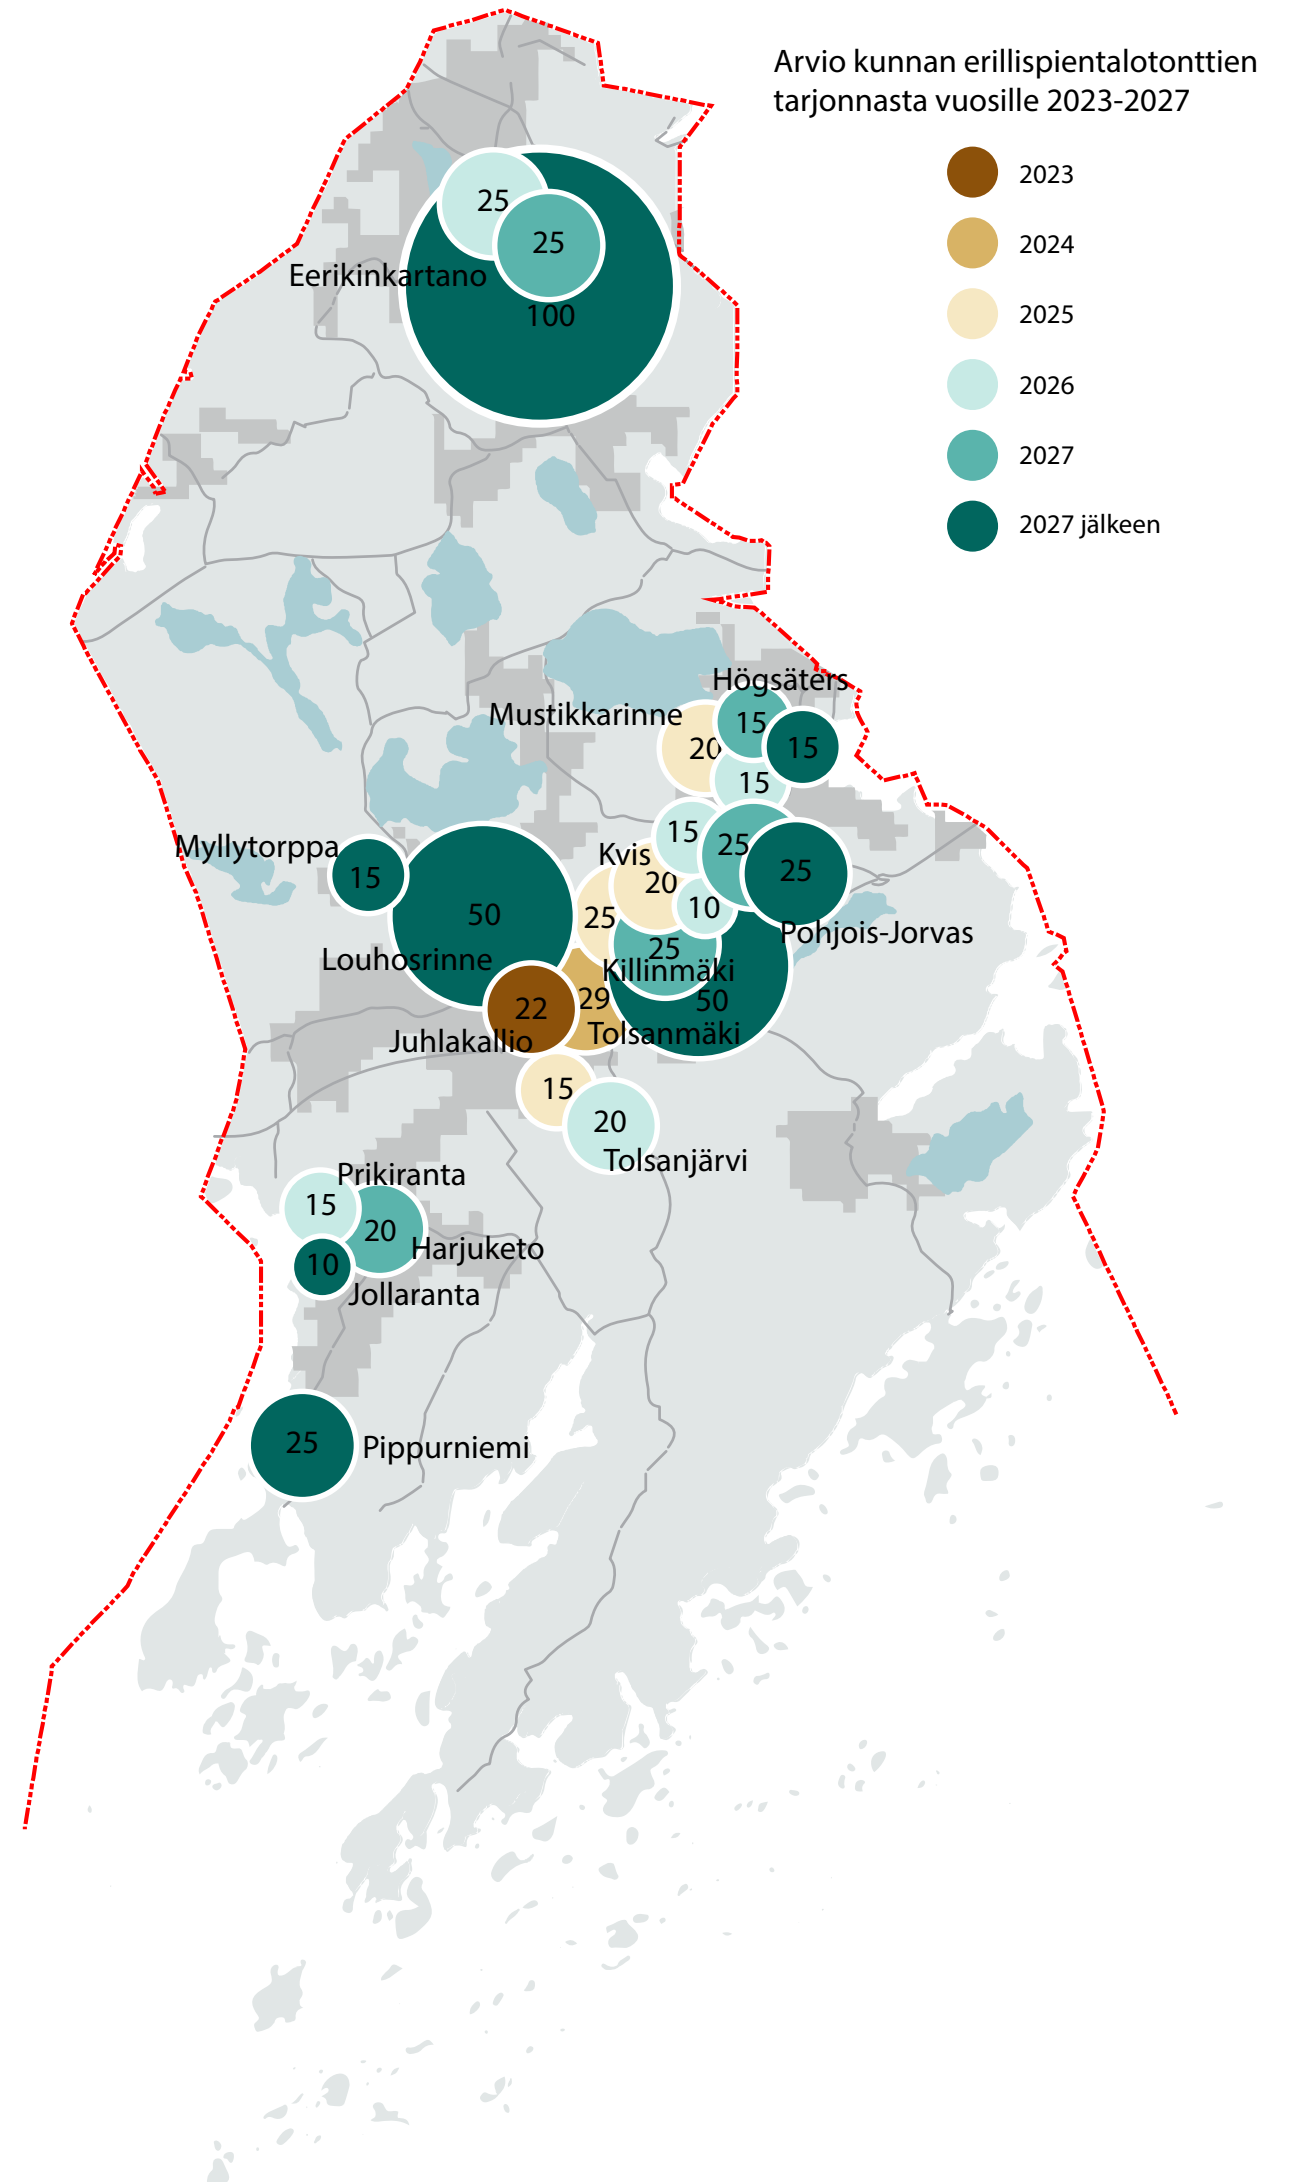 Arvio kunnan erillispientalotonttien
tarjonnasta vuosille 2023-2027
2023
2024
2025
2026
2027
2027 jälkeen
25
25
Eerikinkartano
100
Högsäters
Mustikkarinne
15
20
15
15
15
Kvis
25
Myllytorppa
15
20
25
10
50
25
Pohjois-Jorvas
25
Louhosrinne
Killinmäki
29
50
22
Tolsanmäki
Juhlakallio
15
20
Tolsanjärvi
Prikiranta
15
20
Harjuketo
10
Jollaranta
25
Pippurniemi